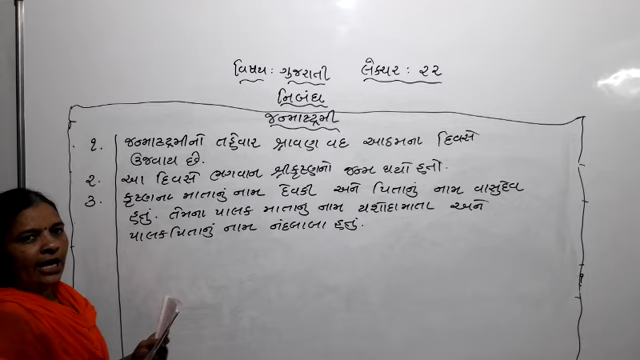 વિષય: ગુજરાતી લેક્ચર: ૨૨
નિબંધ
જન્માષ્ટમી
૧. જન્માષ્ટમીનો તહેવાર શ્રાવણ વદ આઠમના દિવસે
ઉજવાય છે.
૨. આ દિવસે ભગવાન શ્રીકૃષ્ણનો જન્મ થયો હતો.
૩. કૃષ્ણના માતાનું નામ દેવકી અને પિતાનું નામ વાસુદેવ
હતું. તેમના પાલક માતાનું નામ યશોદામાતા અને
પાલકપિતાનું નામ નંદબાબા હતું.